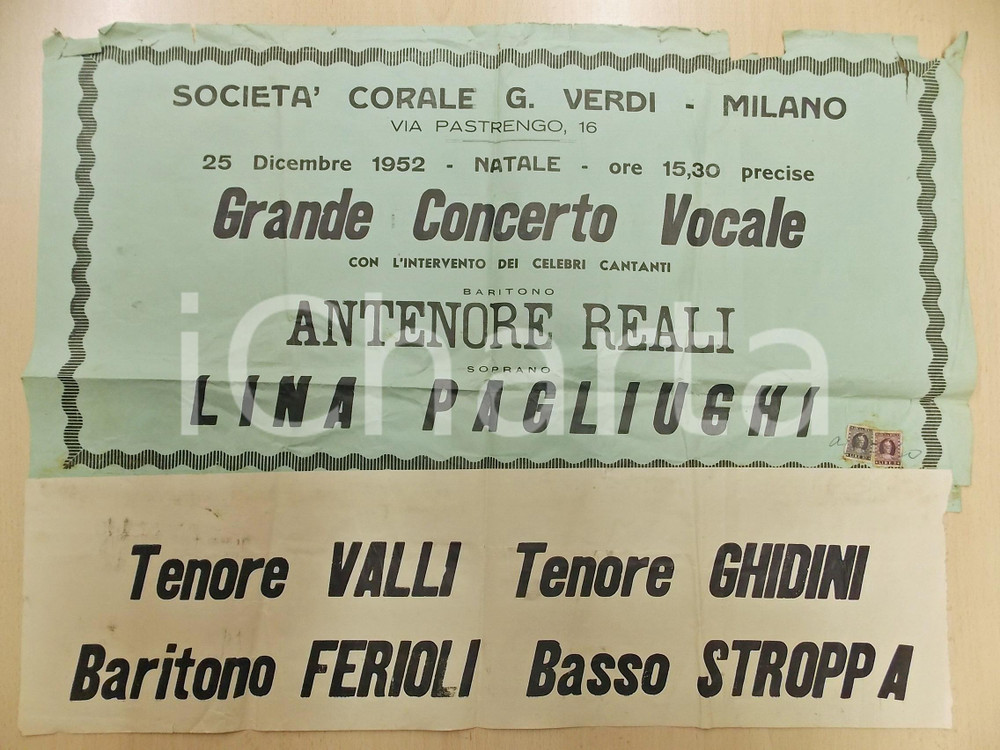 SOCIETA' CORALE G. VERDI - MILANO
VIA PASTRENGO, 16
25 Dicembre 1952 - NATALE - ore 15,30 precise
Grande Concerto Vocale
CON L'INTERVENTO DEI CELEBRI CANTANTI
BARITONO
ANTENORE REALI
iCharta
SOPRANO
LINA PAGLIUGHI
Tenore VALLI Tenore GHIDINI
Baritono FERIOLI Basso STROPPA